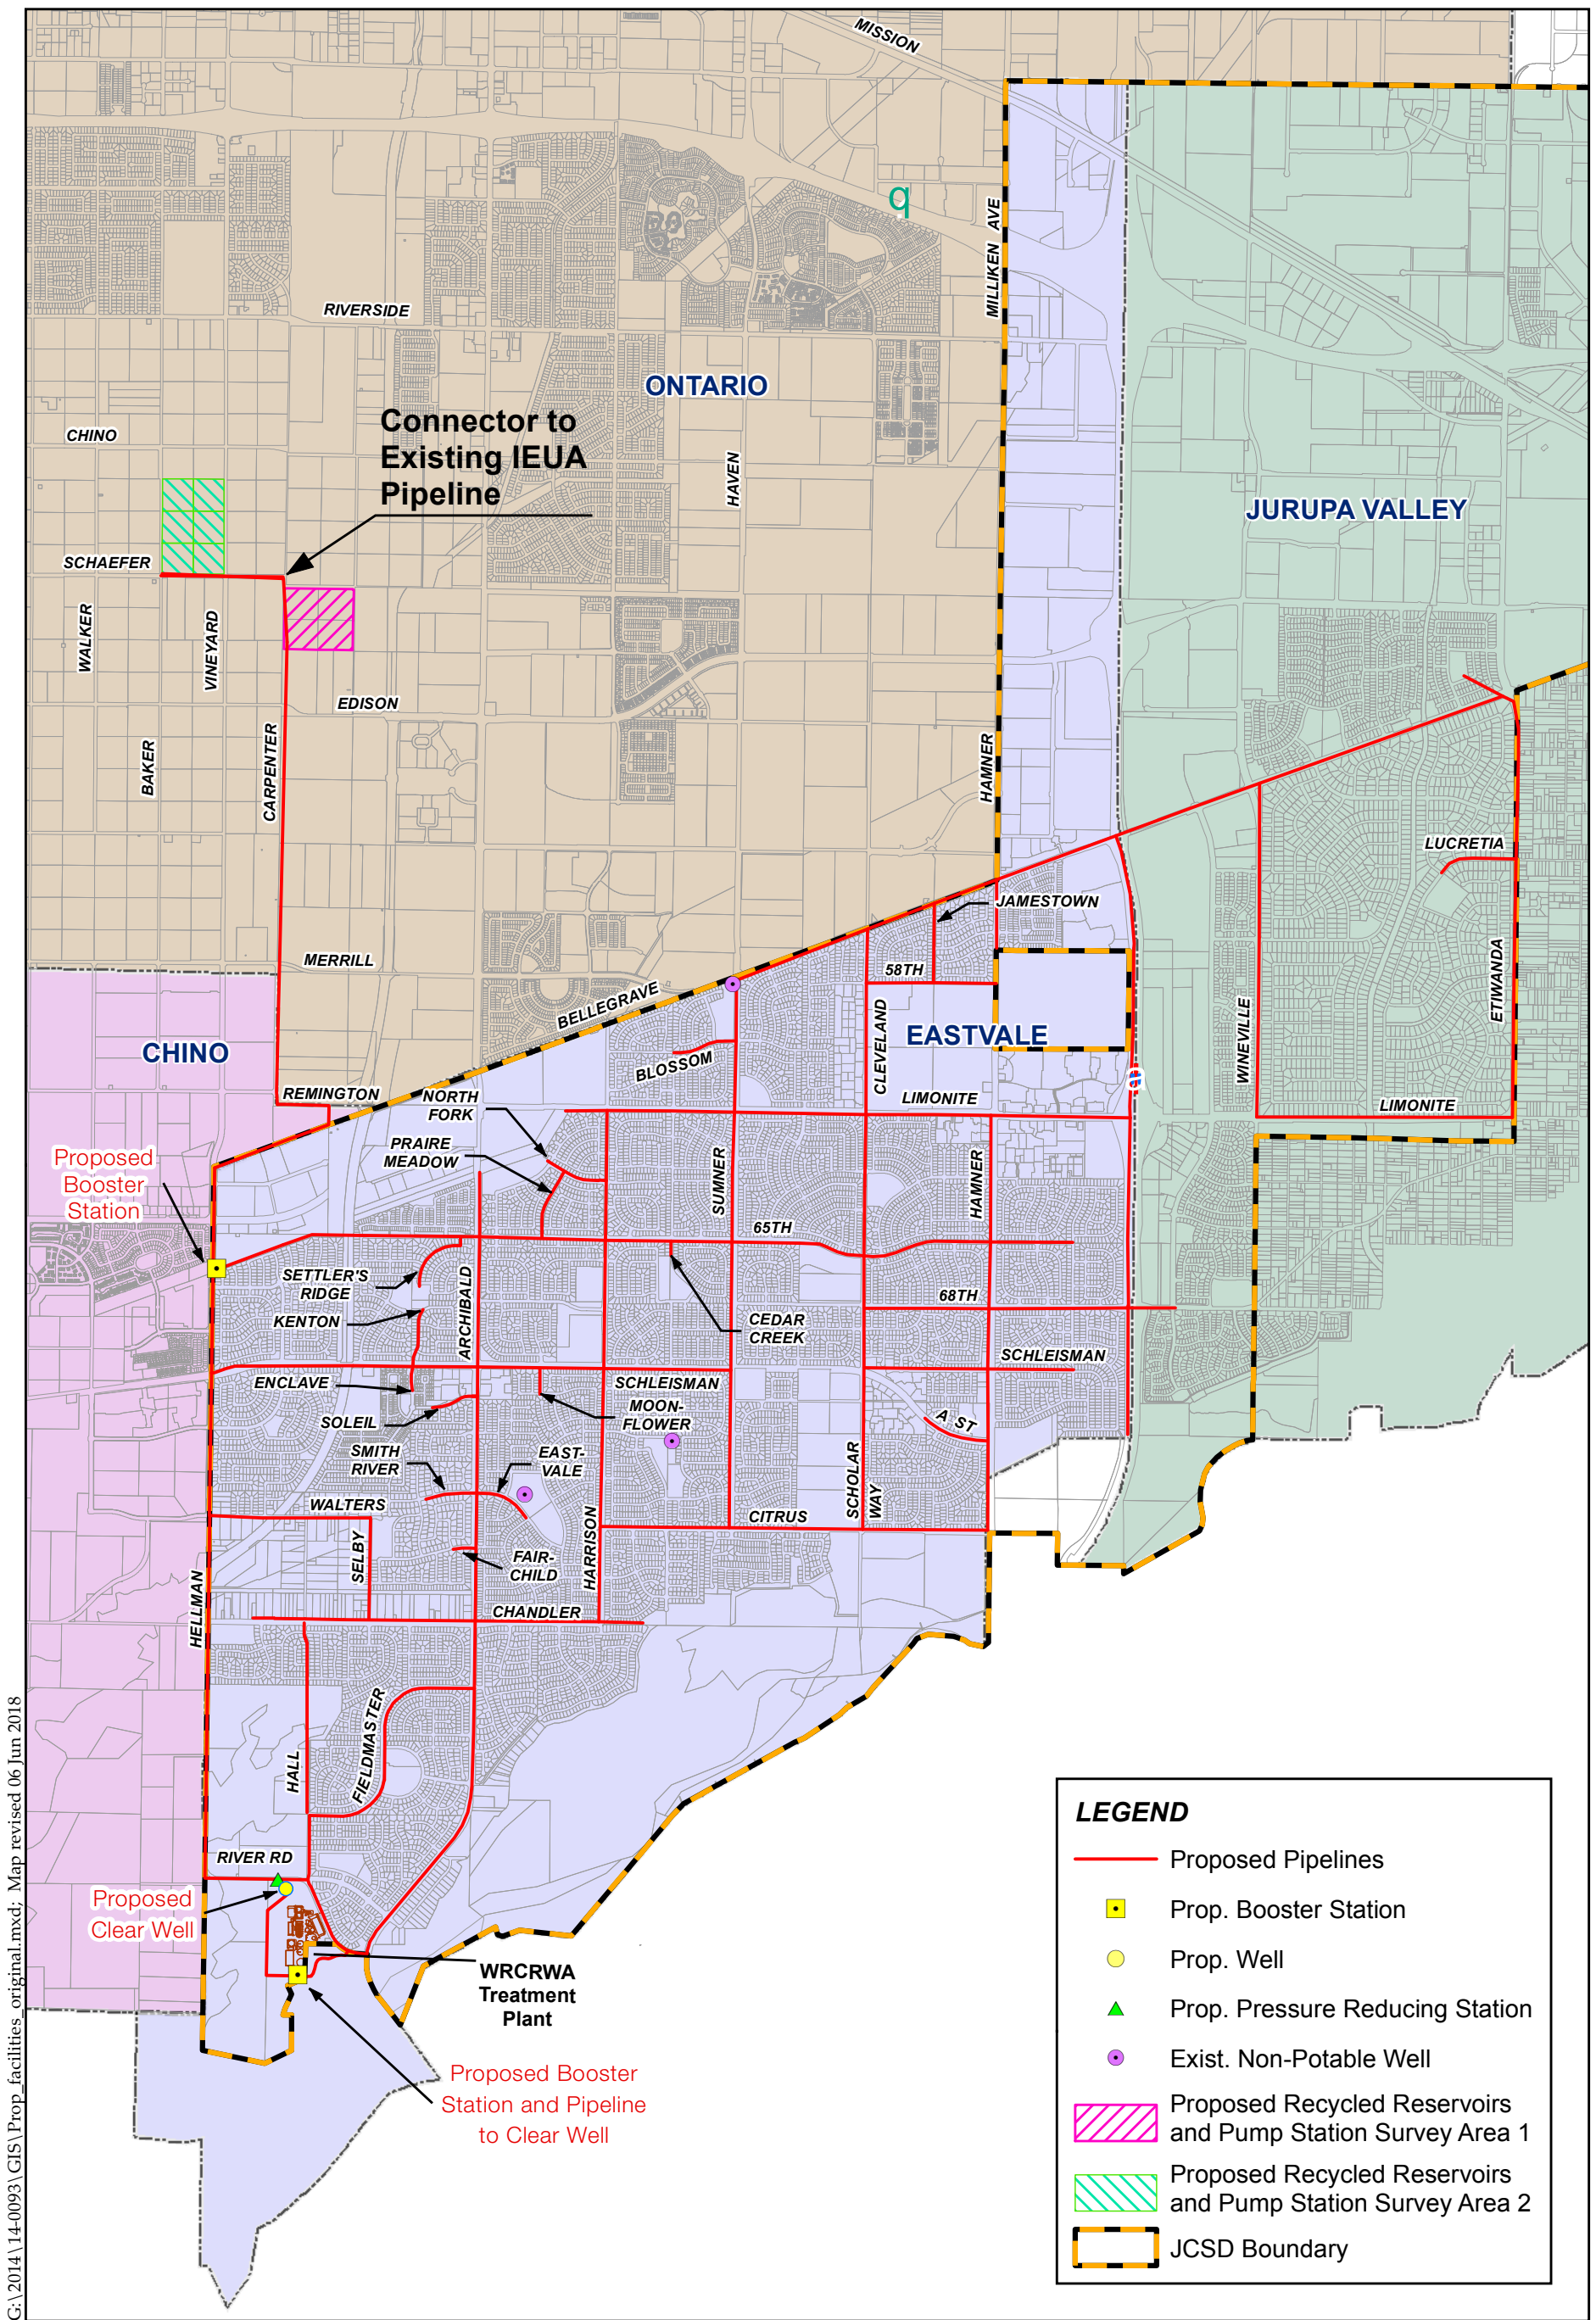 MISSION
q
MILLIKEN AVE
RIVERSIDE
ONTARIO
Connector to
Existing IEUA
Pipeline
CHINO
HAVEN
JURUPA VALLEY
SCHAEFER
WALKER
VINEYARD
EDISON
BAKER
CARPENTER
HAMNER
LUCRETIA
JAMESTOWN
MERRILL
58TH
BELLEGRAVE
ETIWANDA
WINEVILLE
CLEVELAND
EASTVALE
CHINO
BLOSSOM
REMINGTON
NORTH
FORK
LIMONITE
LIMONITE
PRAIRE
MEADOW
Proposed
Booster
Station
SUMNER
HAMNER
65TH
SETTLER'S
RIDGE
ARCHIBALD
68TH
KENTON
CEDAR
CREEK
SCHLEISMAN
ENCLAVE
SCHLEISMAN
SOLEIL
MOON-
FLOWER
A ST
SMITH
RIVER
EAST-
VALE
SCHOLAR
WAY
WALTERS
CITRUS
SELBY
HARRISON
FAIR-
CHILD
HELLMAN
CHANDLER
FIELDMASTER
HALL
RIVER RD
Proposed
Clear Well
WRCRWA
Treatment
Plant
Proposed Booster
Station and Pipeline
to Clear Well
LEGEND
Proposed Pipelines
Prop. Booster Station
Prop. Well
Prop. Pressure Reducing Station
Exist. Non-Potable Well
Proposed Recycled Reservoirs
and Pump Station Survey Area 1
Proposed Recycled Reservoirs
and Pump Station Survey Area 2
JCSD Boundary
G:\2014\14-0093\GIS\Prop_facilities_original.mxd; Map revised 06 Jun 2018